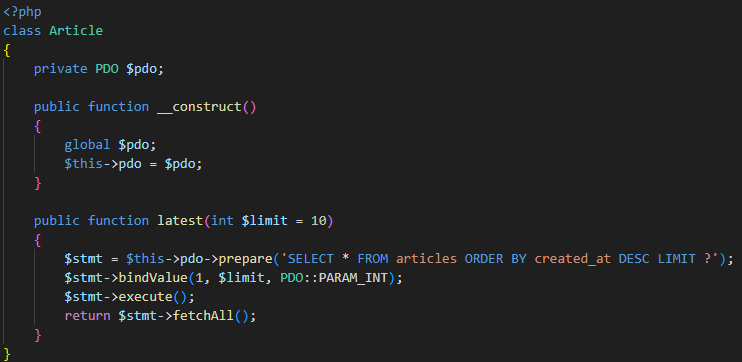 <?php
class Article
{
    private PDO $pdo;

    public function __construct()
    {
        global $pdo;
        $this->pdo = $pdo;
    }

    public function latest(int $limit = 10)
    {
        $stmt = $this->pdo->prepare('SELECT * FROM articles ORDER BY created_at DESC LIMIT ?');
        $stmt->bindValue(1, $limit, PDO::PARAM_INT);
        $stmt->execute();
        return $stmt->fetchAll();
    }
}